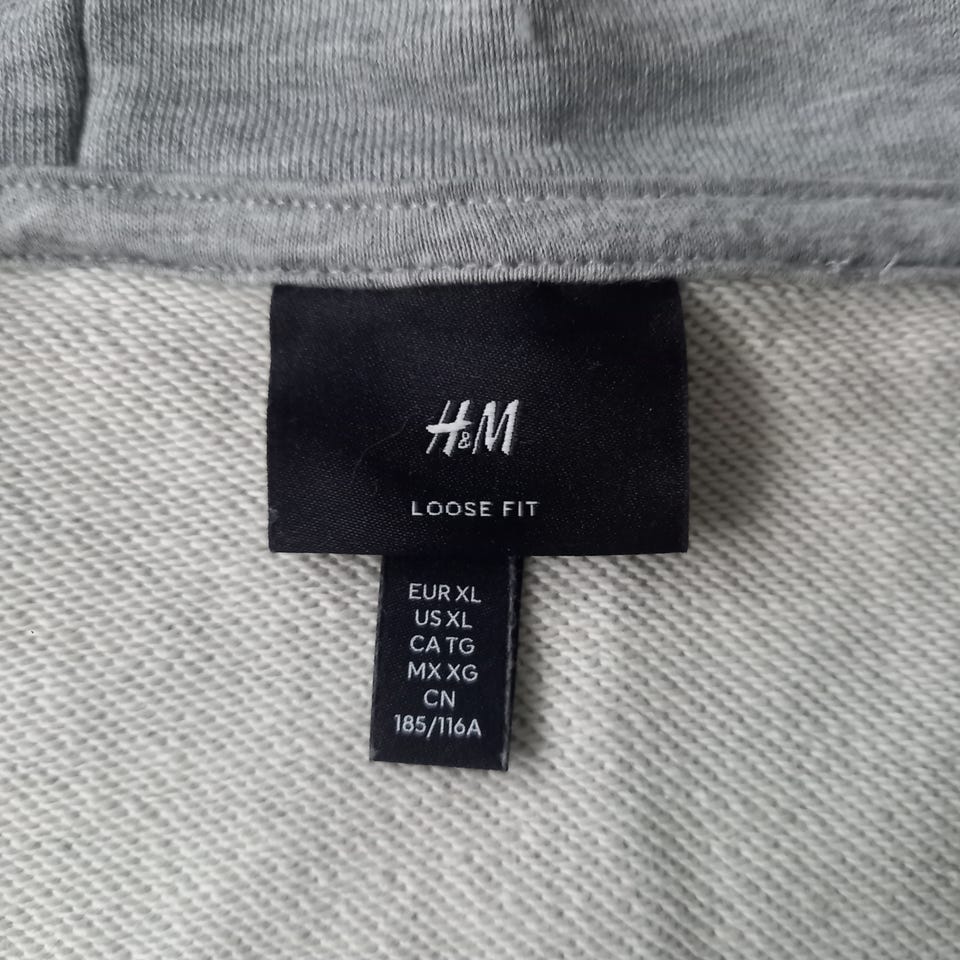 H&M
LOOSE FIT
EUR XL
US XL
CA TG
MX XG
CN
185/116A